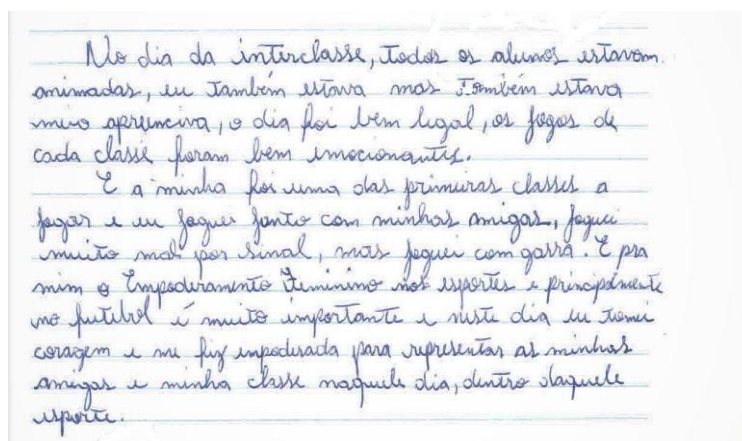 No dia da interclasse, todos os alunos estavam
animados, eu também estava mas também estava
meio apreenciva, o dia foi bem legal, os jogos de
cada classe foram bem emocionantes.
E a minha foi uma das primeiras classes a
jogar e eu joguei junto com minhas amigas, joguei
muito mal por sinal, mas joguei com garra. E pra
mim o Empoderamento Feminino nos esportes e principalmente
no futebol é muito importante e neste dia eu tomei
coragem e me fiz empoderada para representar as minhas
amigas e minha classe naquele dia, dentro daquele
esporte.